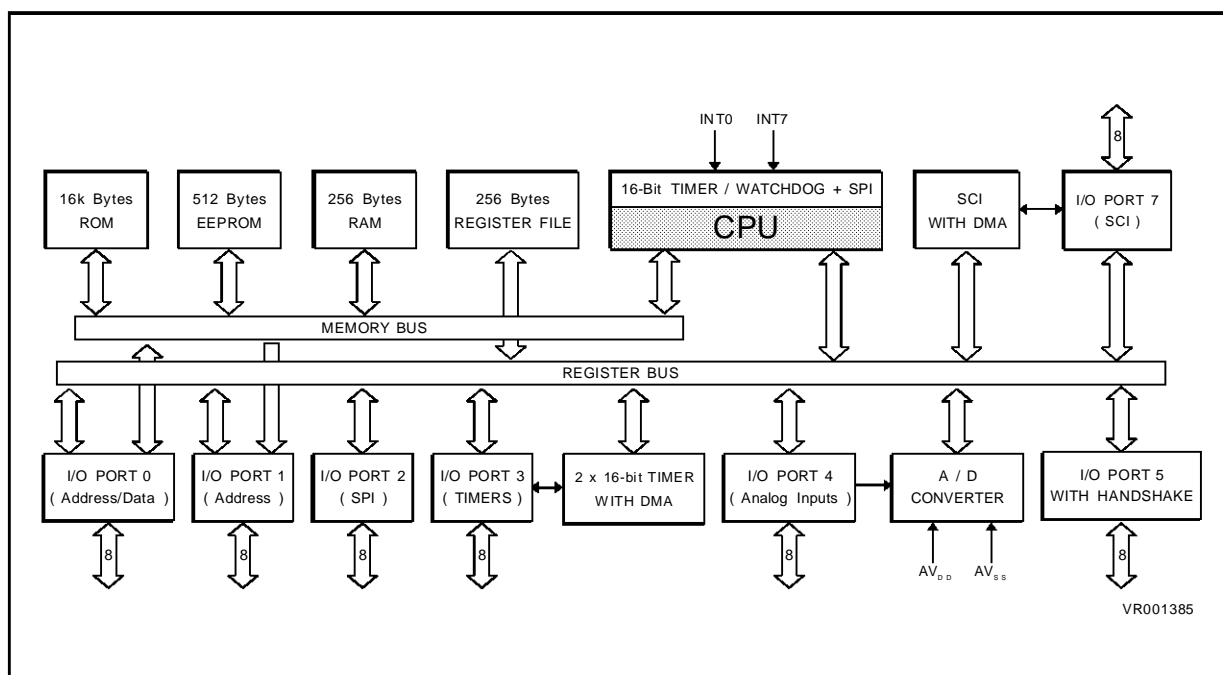 INT0
INT7
8
16k Bytes
ROM
512 Bytes
EEPROM
256 Bytes
RAM
256 Bytes
REGISTER FILE
16-Bit TIMER / WATCHDOG + SPI
CPU
SCI
WITH DMA
I/O PORT 7
( SCI )
MEMORY BUS
REGISTER BUS
I/O PORT 0
( Address/Data )
I/O PORT 1
( Address )
I/O PORT 2
( SPI )
I/O PORT 3
( TIMERS )
2 x 16-bit TIMER
WITH DMA
I/O PORT 4
( Analog Inputs )
A / D
CONVERTER
I/O PORT 5
WITH HANDSHAKE
8
8
8
8
8
8
AVDD
AVSS
VR001385